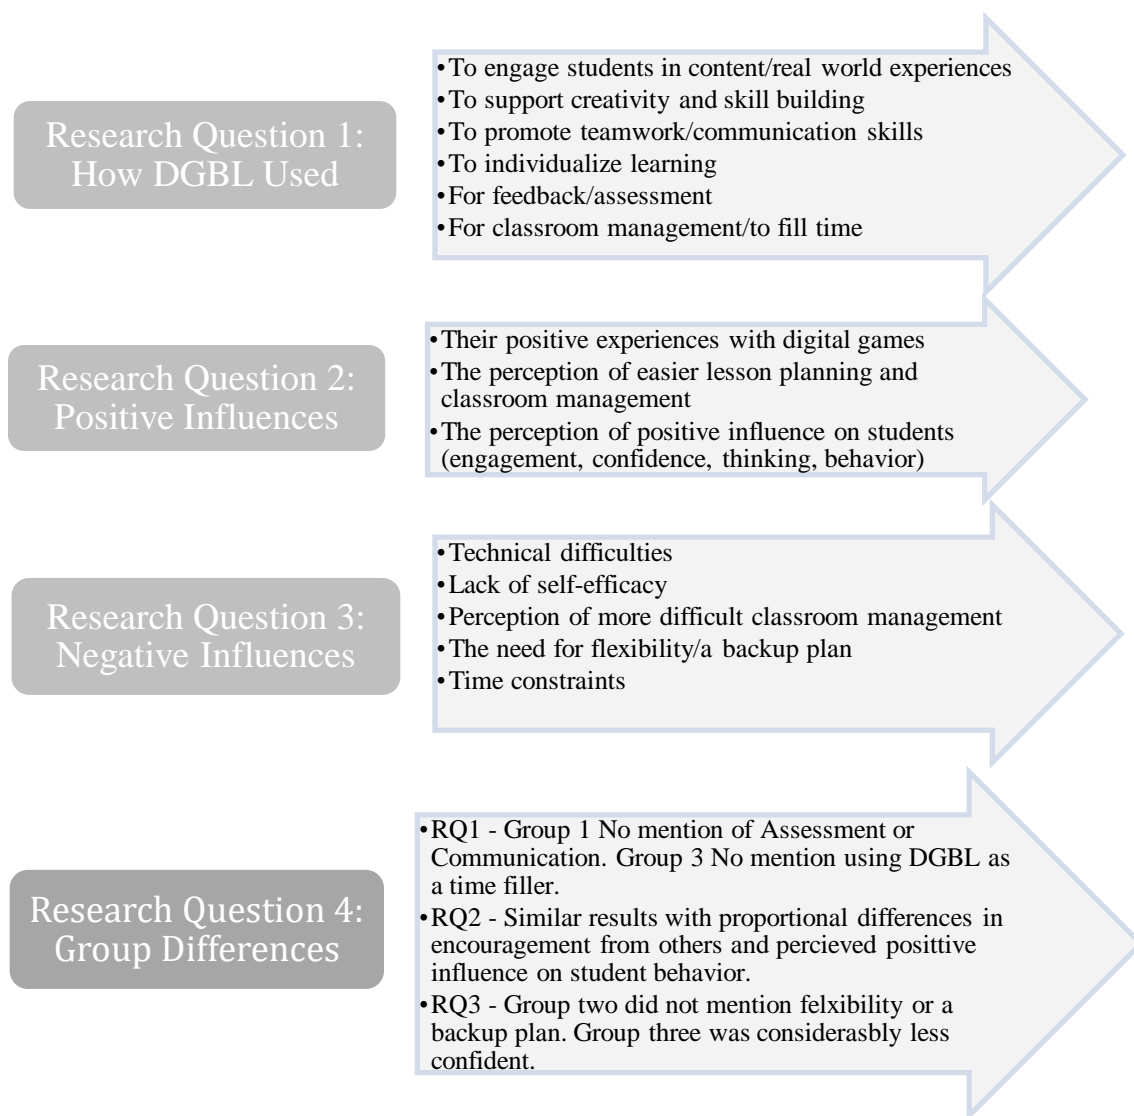 Research Question 1:
How DGBL Used
•To engage students in content/real world experiences
•To support creativity and skill building
•To promote teamwork/communication skills
•To individualize learning
•For feedback/assessment
•For classroom management/to fill time
Research Question 2:
Positive Influences
•Their positive experiences with digital games
•The perception of easier lesson planning and
classroom management
•The perception of positive influence on students
(engagement, confidence, thinking, behavior)
Research Question 3:
Negative Influences
•Technical difficulties
•Lack of self-efficacy
•Perception of more difficult classroom management
•The need for flexibility/a backup plan
•Time constraints
Research Question 4:
Group Differences
•RQ1 - Group 1 No mention of Assessment or
Communication. Group 3 No mention using DGBL as
a time filler.
•RQ2 - Similar results with proportional differences in
encouragement from others and percieved posittive
influence on student behavior.
•RQ3 - Group two did not mention felxibility or a
backup plan. Group three was considerasbly less
confident.